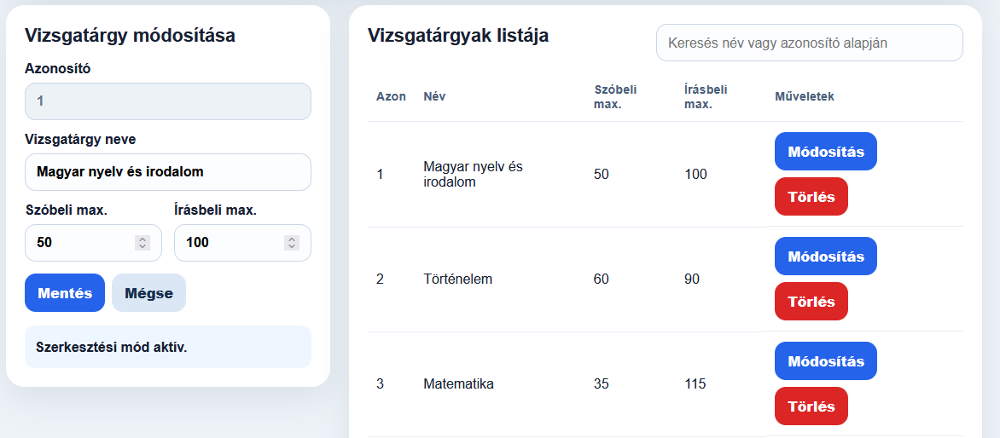 Vizsgatárgy módosítása
Azonosító
1
Vizsgatárgy neve
Magyar nyelv és irodalom
Szóbeli max.
Írásbeli max.
50
100
Mentés
Mégse
Szerkesztési mód aktív.
Vizsgatárgyak listája
Keresés név vagy azonosító alapján
Azon
Név
Szóbeli
max.
Írásbeli
max.
Műveletek
1
Magyar nyelv és
irodalom
50
100
Módosítás
Törlés
2
Történelem
60
90
Módosítás
Törlés
3
Matematika
35
115
Módosítás
Törlés